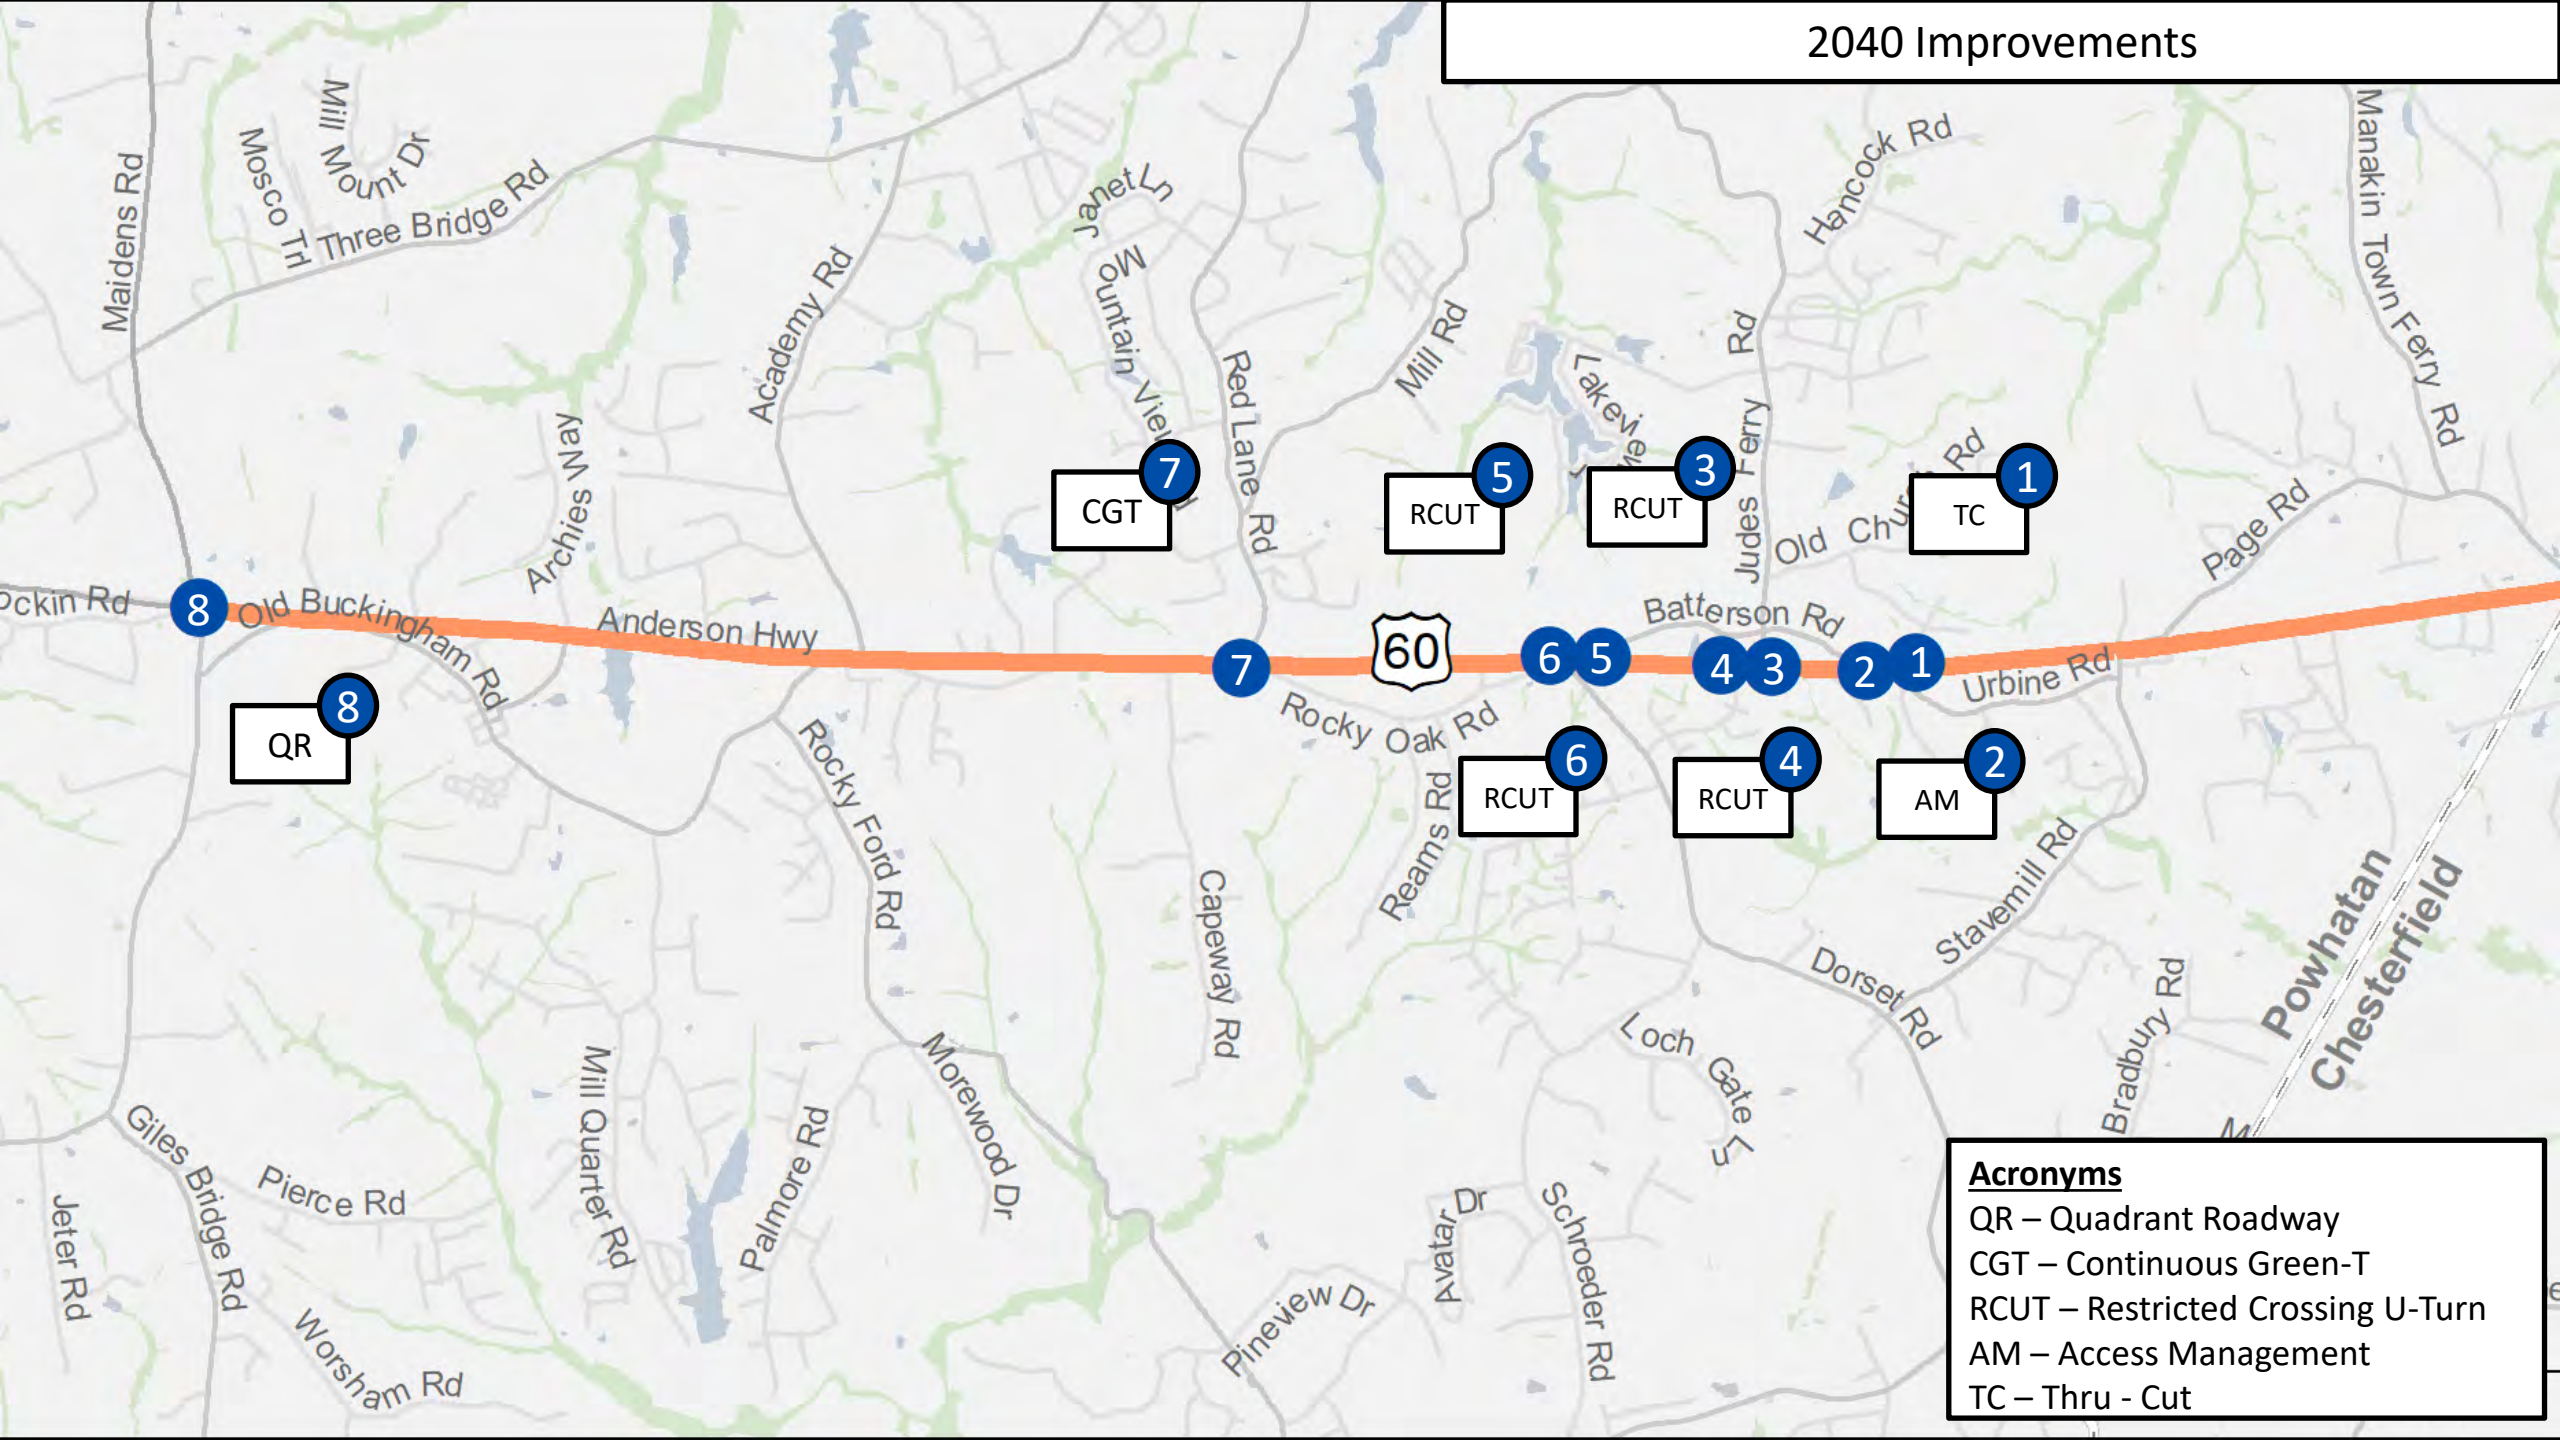 2040 Improvements
Mill Mount Dr
Mosco Trl
Three Bridge Rd
Maidens Rd
Academy Rd
Janet Ln
Mountain View
Red Lane Rd
Mill Rd
Lakeview
Judes Ferry Rd
Hancock Rd
Old Church Rd
Manakin Town Ferry Rd
Page Rd
Archies Way
7
CGT
5
RCUT
3
RCUT
1
TC
ockin Rd
8
Old Buckingham Rd
Anderson Hwy
7
60
6
5
4
3
2
1
Batterson Rd
Urbine Rd
Rocky Oak Rd
8
QR
6
RCUT
4
RCUT
2
AM
Rocky Ford Rd
Reams Rd
Capeway Rd
Stavemill Rd
Dorset Rd
Powhatan
Chesterfield
Bradbury Rd
M
Loch Gate Ln
Morewood Dr
Mill Quarter Rd
Palmore Rd
Giles Bridge Rd
Pierce Rd
Jeter Rd
Worsham Rd
Pineview Dr
Avatar Dr
Schroeder Rd
Acronyms
QR – Quadrant Roadway
CGT – Continuous Green-T
RCUT – Restricted Crossing U-Turn
AM – Access Management
TC – Thru - Cut